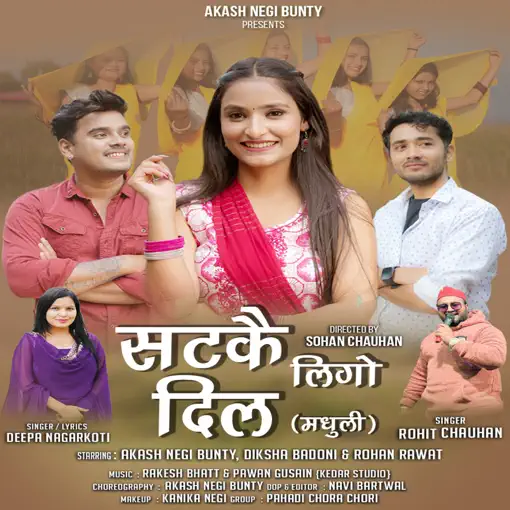 AKASH NEGI BUNTY
PRESENTS
सटकै
लिगो
दिल
(मधुली)
DIRECTED BY
SOHAN CHAUHAN
SINGER / LYRICS
DEEPA NAGARKOTI
SINGER
ROHIT CHAUHAN
STARRING : AKASH NEGI BUNTY, DIKSHA BADONI & ROHAN RAWAT
MUSIC : RAKESH BHATT & PAWAN GUSAIN (KEDAR STUDIO)
CHOREOGRAPHY : AKASH NEGI BUNTY DOP & EDITOR : NAVI BARTWAL
MAKEUP : KANIKA NEGI GROUP : PAHADI CHORA CHORI